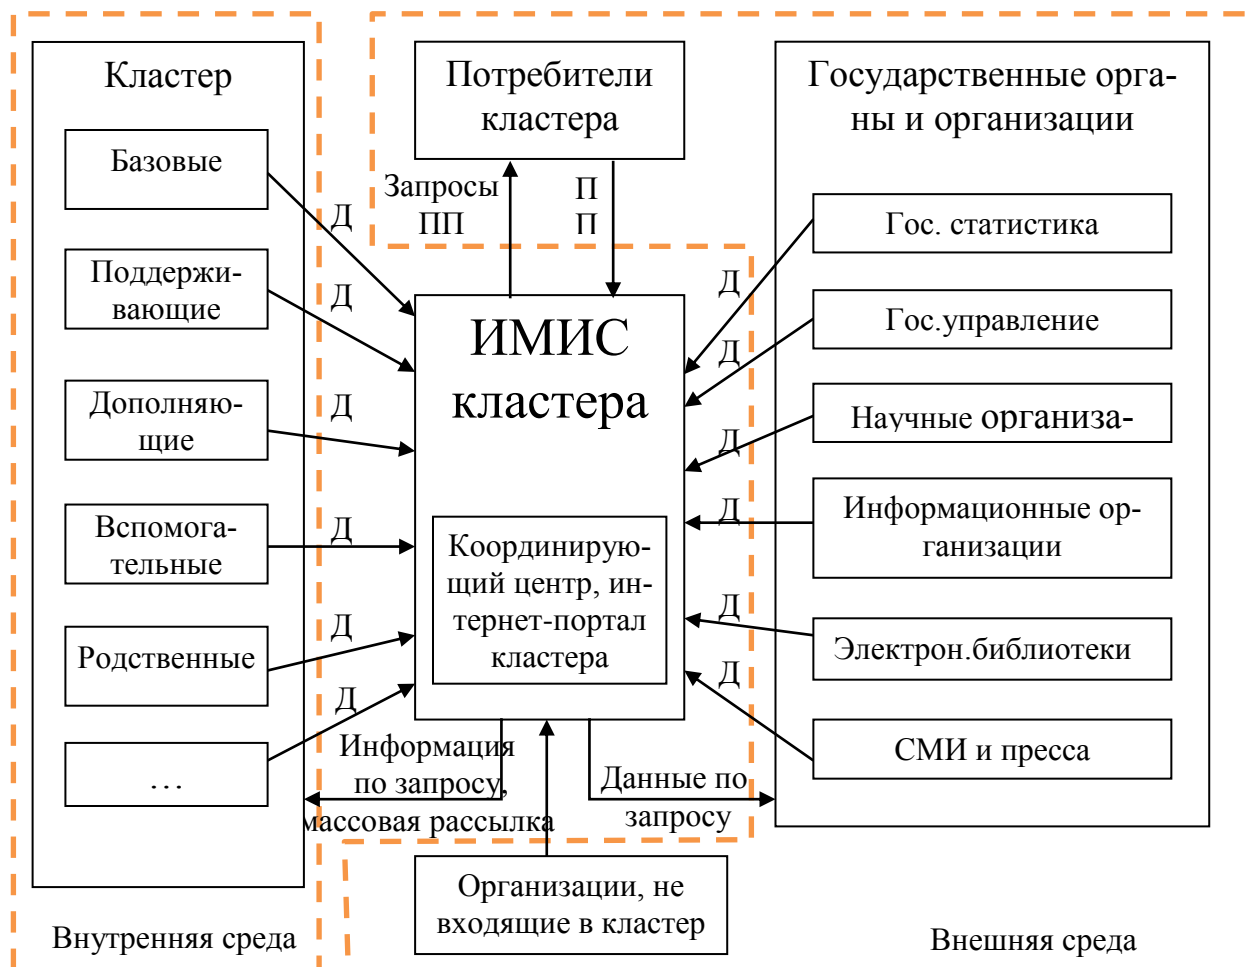 Кластер
Базовые
Поддержи-
вающие
Дополняю-
щие
Вспомога-
тельные
Родственные
…
Внутренняя среда
Д
Д
Д
Д
Д
Д
Потребители
кластера
Запросы
ПП
П
П
ИМИС
кластера
Координирую-
щий центр, ин-
тернет-портал
кластера
Информация
по запросу,
массовая рассылка
Данные по
запросу
Организации, не
входящие в кластер
Д
Д
Д
Д
Д
Д
Государственные орга-
ны и организации
Гос. статистика
Гос.управление
Научные организа-
Информационные ор-
ганизации
Электрон.библиотеки
СМИ и пресса
Внешняя среда